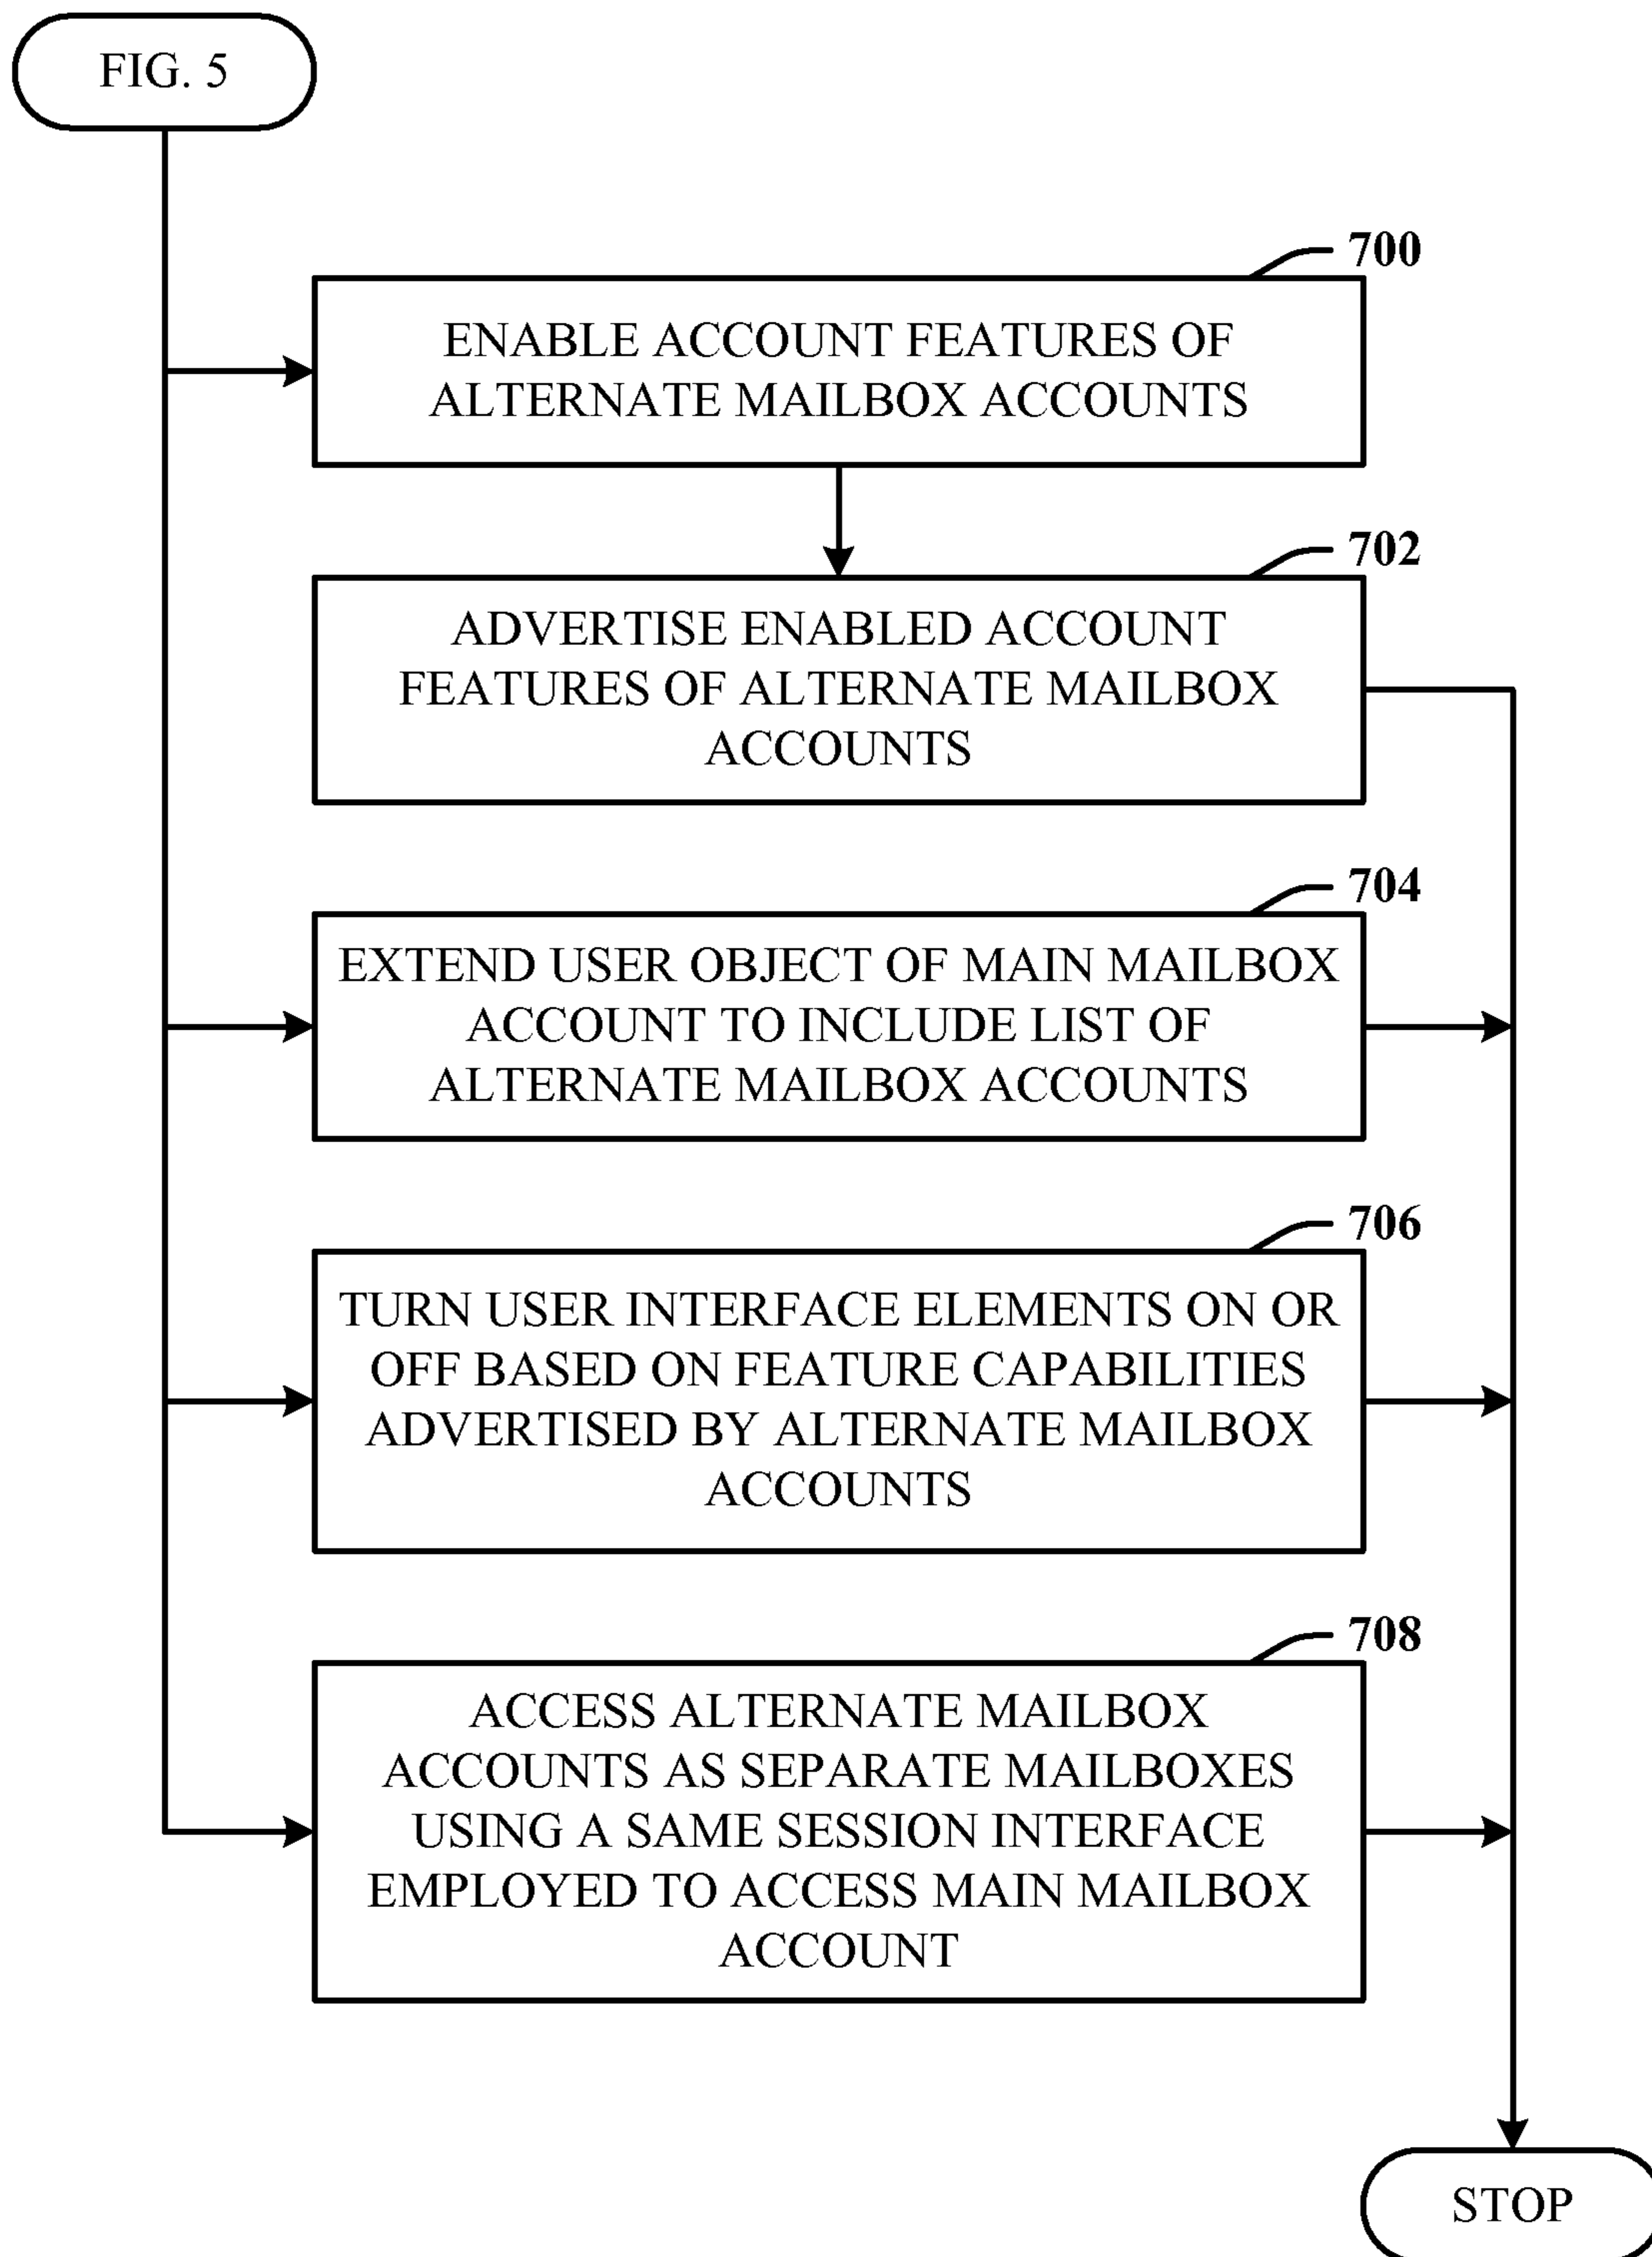 FIG. 5
700
ENABLE ACCOUNT FEATURES OF
ALTERNATE MAILBOX ACCOUNTS
702
ADVERTISE ENABLED ACCOUNT
FEATURES OF ALTERNATE MAILBOX
ACCOUNTS
704
EXTEND USER OBJECT OF MAIN MAILBOX
ACCOUNT TO INCLUDE LIST OF
ALTERNATE MAILBOX ACCOUNTS
706
TURN USER INTERFACE ELEMENTS ON OR
OFF BASED ON FEATURE CAPABILITIES
ADVERTISED BY ALTERNATE MAILBOX
ACCOUNTS
708
ACCESS ALTERNATE MAILBOX
ACCOUNTS AS SEPARATE MAILBOXES
USING A SAME SESSION INTERFACE
EMPLOYED TO ACCESS MAIN MAILBOX
ACCOUNT
STOP